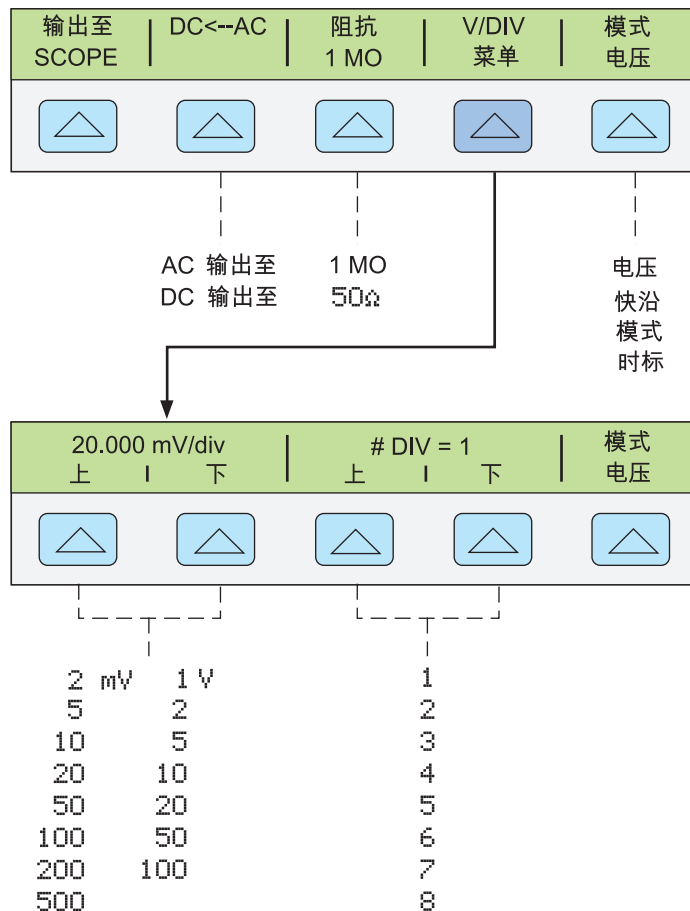 输出至 | DC<--AC | 阻抗 | V/DIV | 模式
SCOPE | | 1 MO | 菜单 | 电压
AC 输出至 1 MO 电压
DC 输出至 50Ω 快沿
模式
时标
20.000 mV/div | # DIV = 1 | 模式
上 I 下 | 上 I 下 | 电压
2 mV 1 V 1
5 2 2
10 5 3
20 10 4
50 20 5
100 50 6
200 100 7
500 8